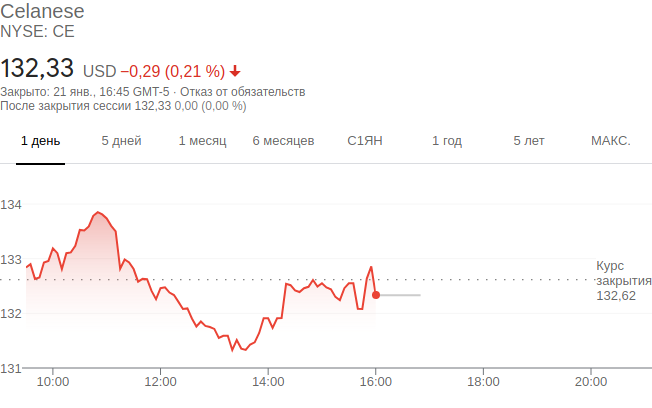 Celanese
NYSE: CE
132,33 USD −0,29 (0,21 %)
Закрыто: 21 янв., 16:45 GMT-5 · Отказ от обязательств
После закрытия сессии 132,33 0,00 (0,00 %)
1 день 5 дней 1 месяц 6 месяцев С1ЯН 1 год 5 лет МАКС.
134
133
132
131
Курс
закрытия
132,62
10:00 12:00 14:00 16:00 18:00 20:00